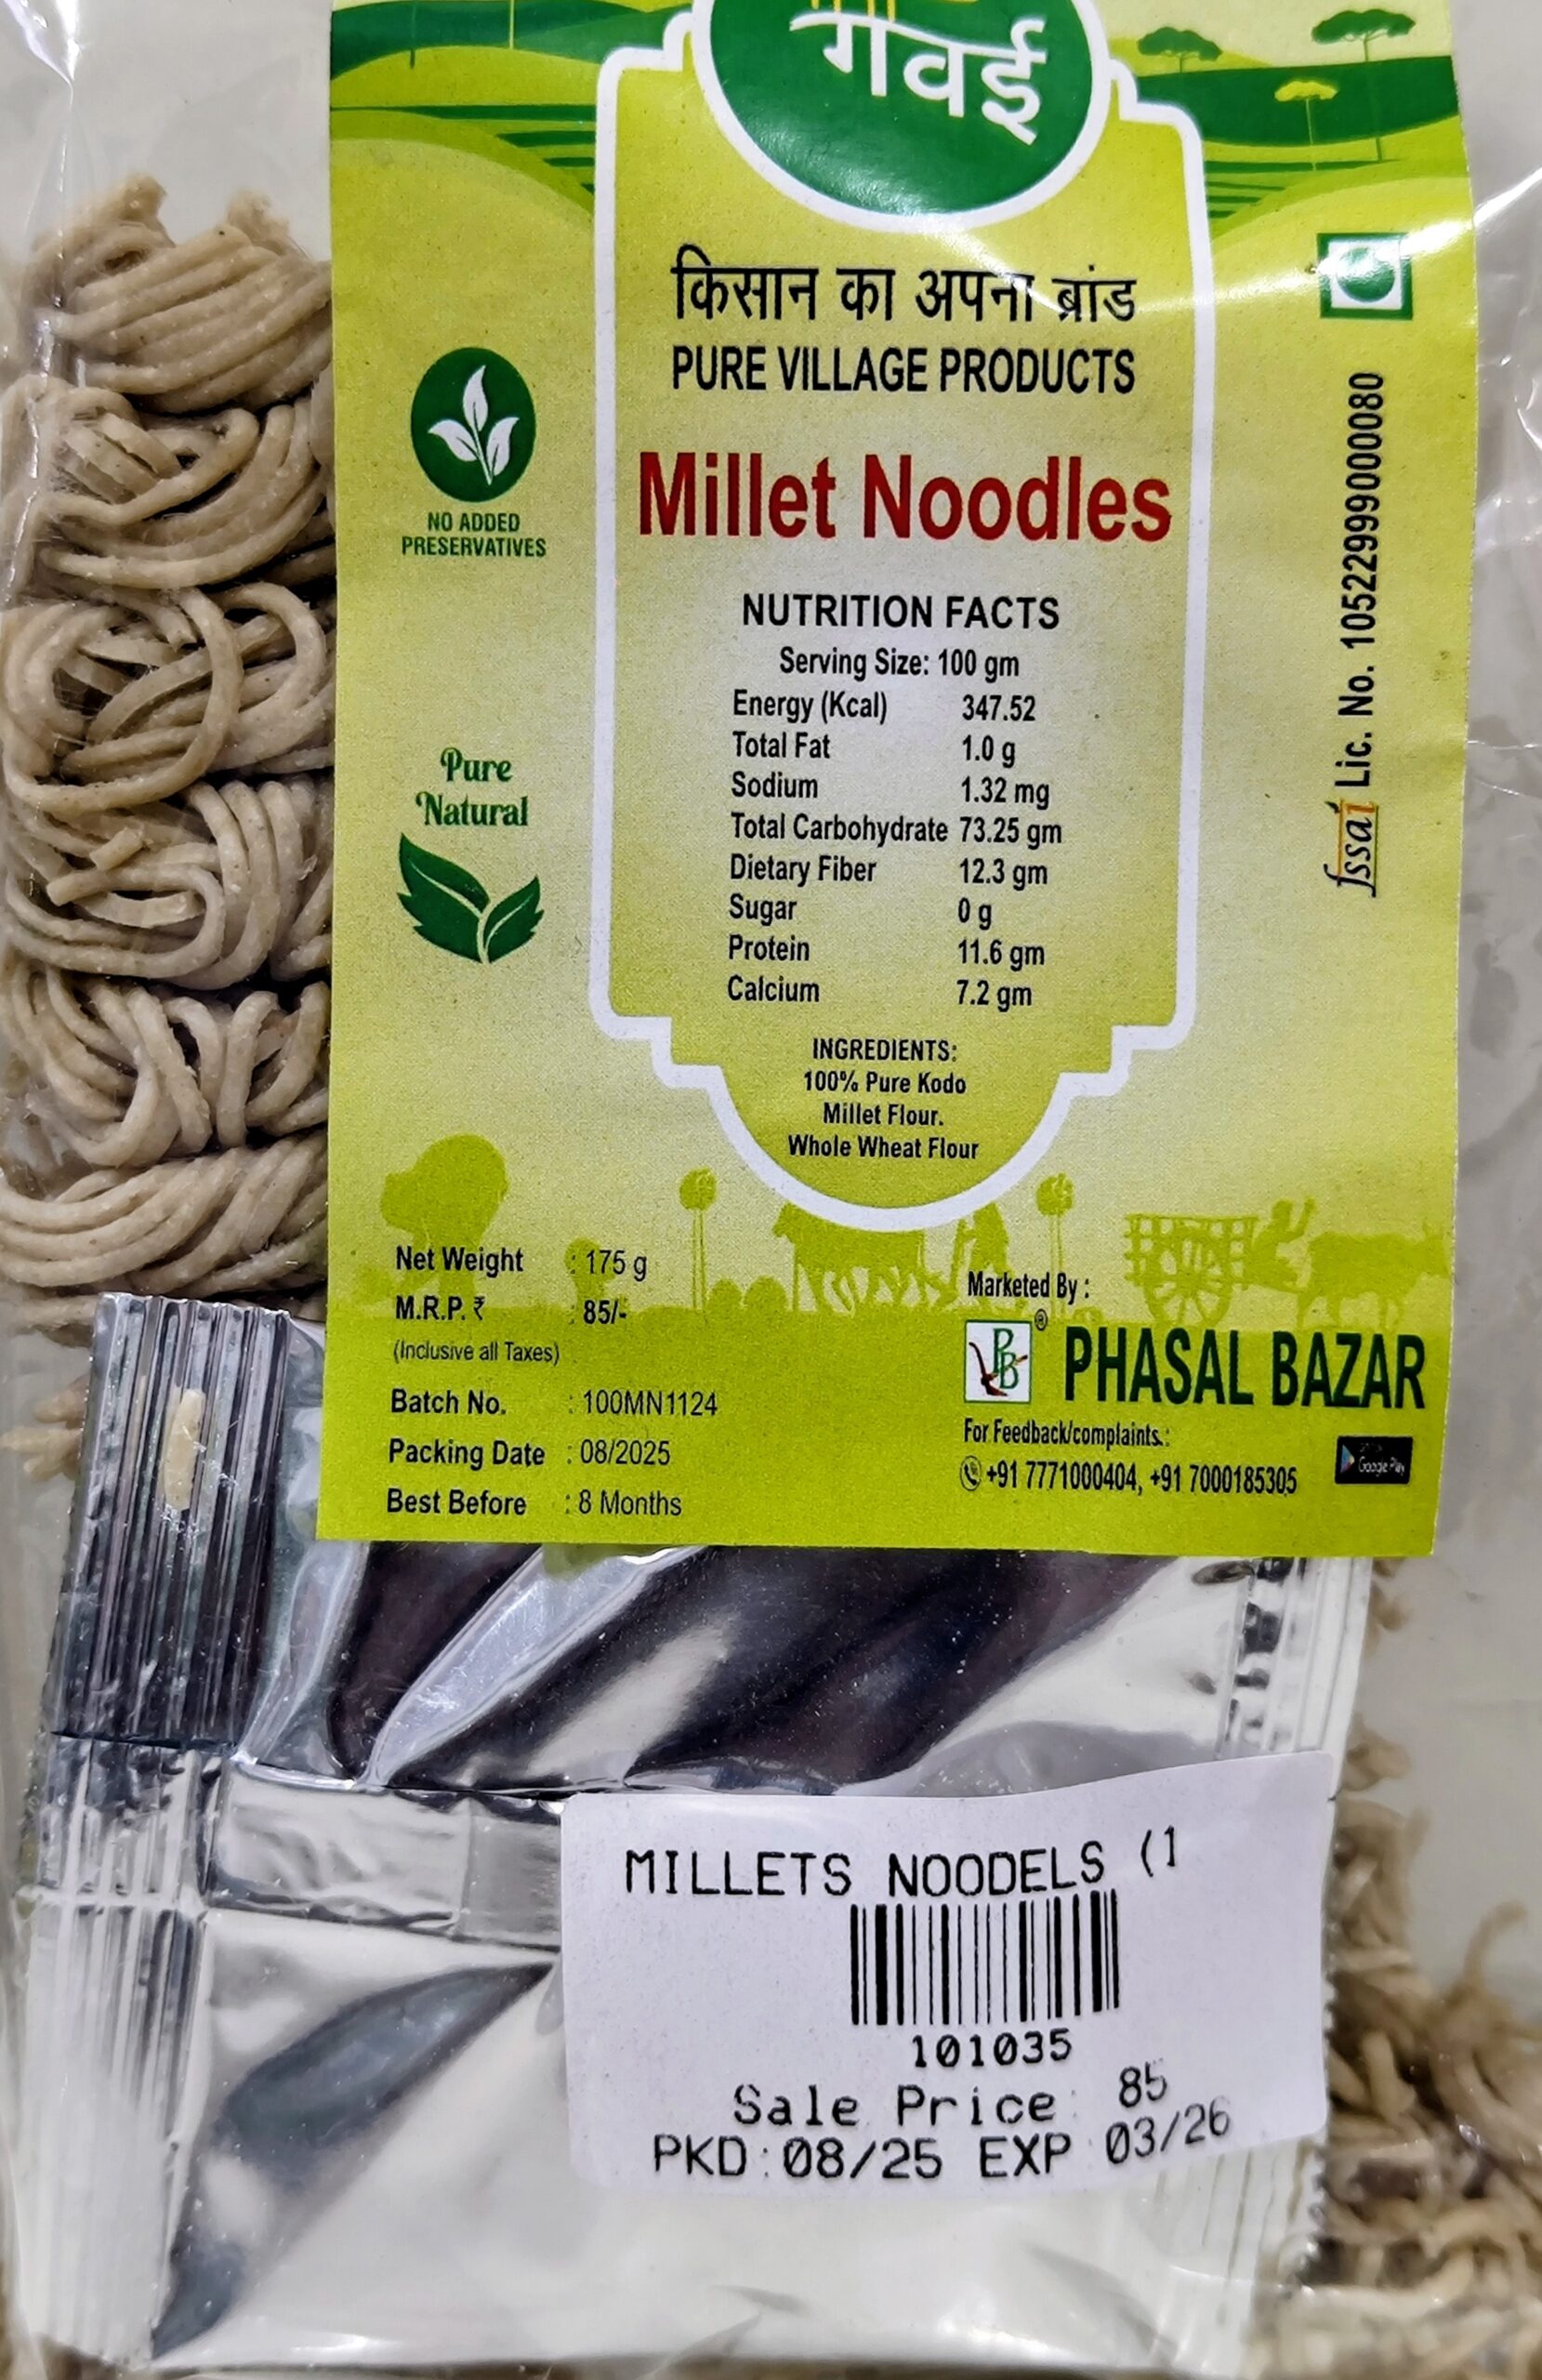 गंवई
किसान का अपना ब्रांड
PURE VILLAGE PRODUCTS
Millet Noodles
NO ADDED
PRESERVATIVES
Pure
Natural
NUTRITION FACTS
Serving Size: 100 gm
Energy (Kcal) 347.52
Total Fat 1.0 g
Sodium 1.32 mg
Total Carbohydrate 73.25 gm
Dietary Fiber 12.3 gm
Sugar 0 g
Protein 11.6 gm
Calcium 7.2 gm
INGREDIENTS:
100% Pure Kodo
Millet Flour.
Whole Wheat Flour
fssai Lic. No. 10522999000080
Net Weight : 175 g
M.R.P. ₹ : 85/-
(Inclusive all Taxes)
Batch No. : 100MN1124
Packing Date : 08/2025
Best Before : 8 Months
Marketed By :
PB ® PHASAL BAZAR
For Feedback/complaints.:
+91 7771000404, +91 7000185305
Google Play
MILLETS NOODELS (1
101035
Sale Price: 85
PKD:08/25 EXP 03/26